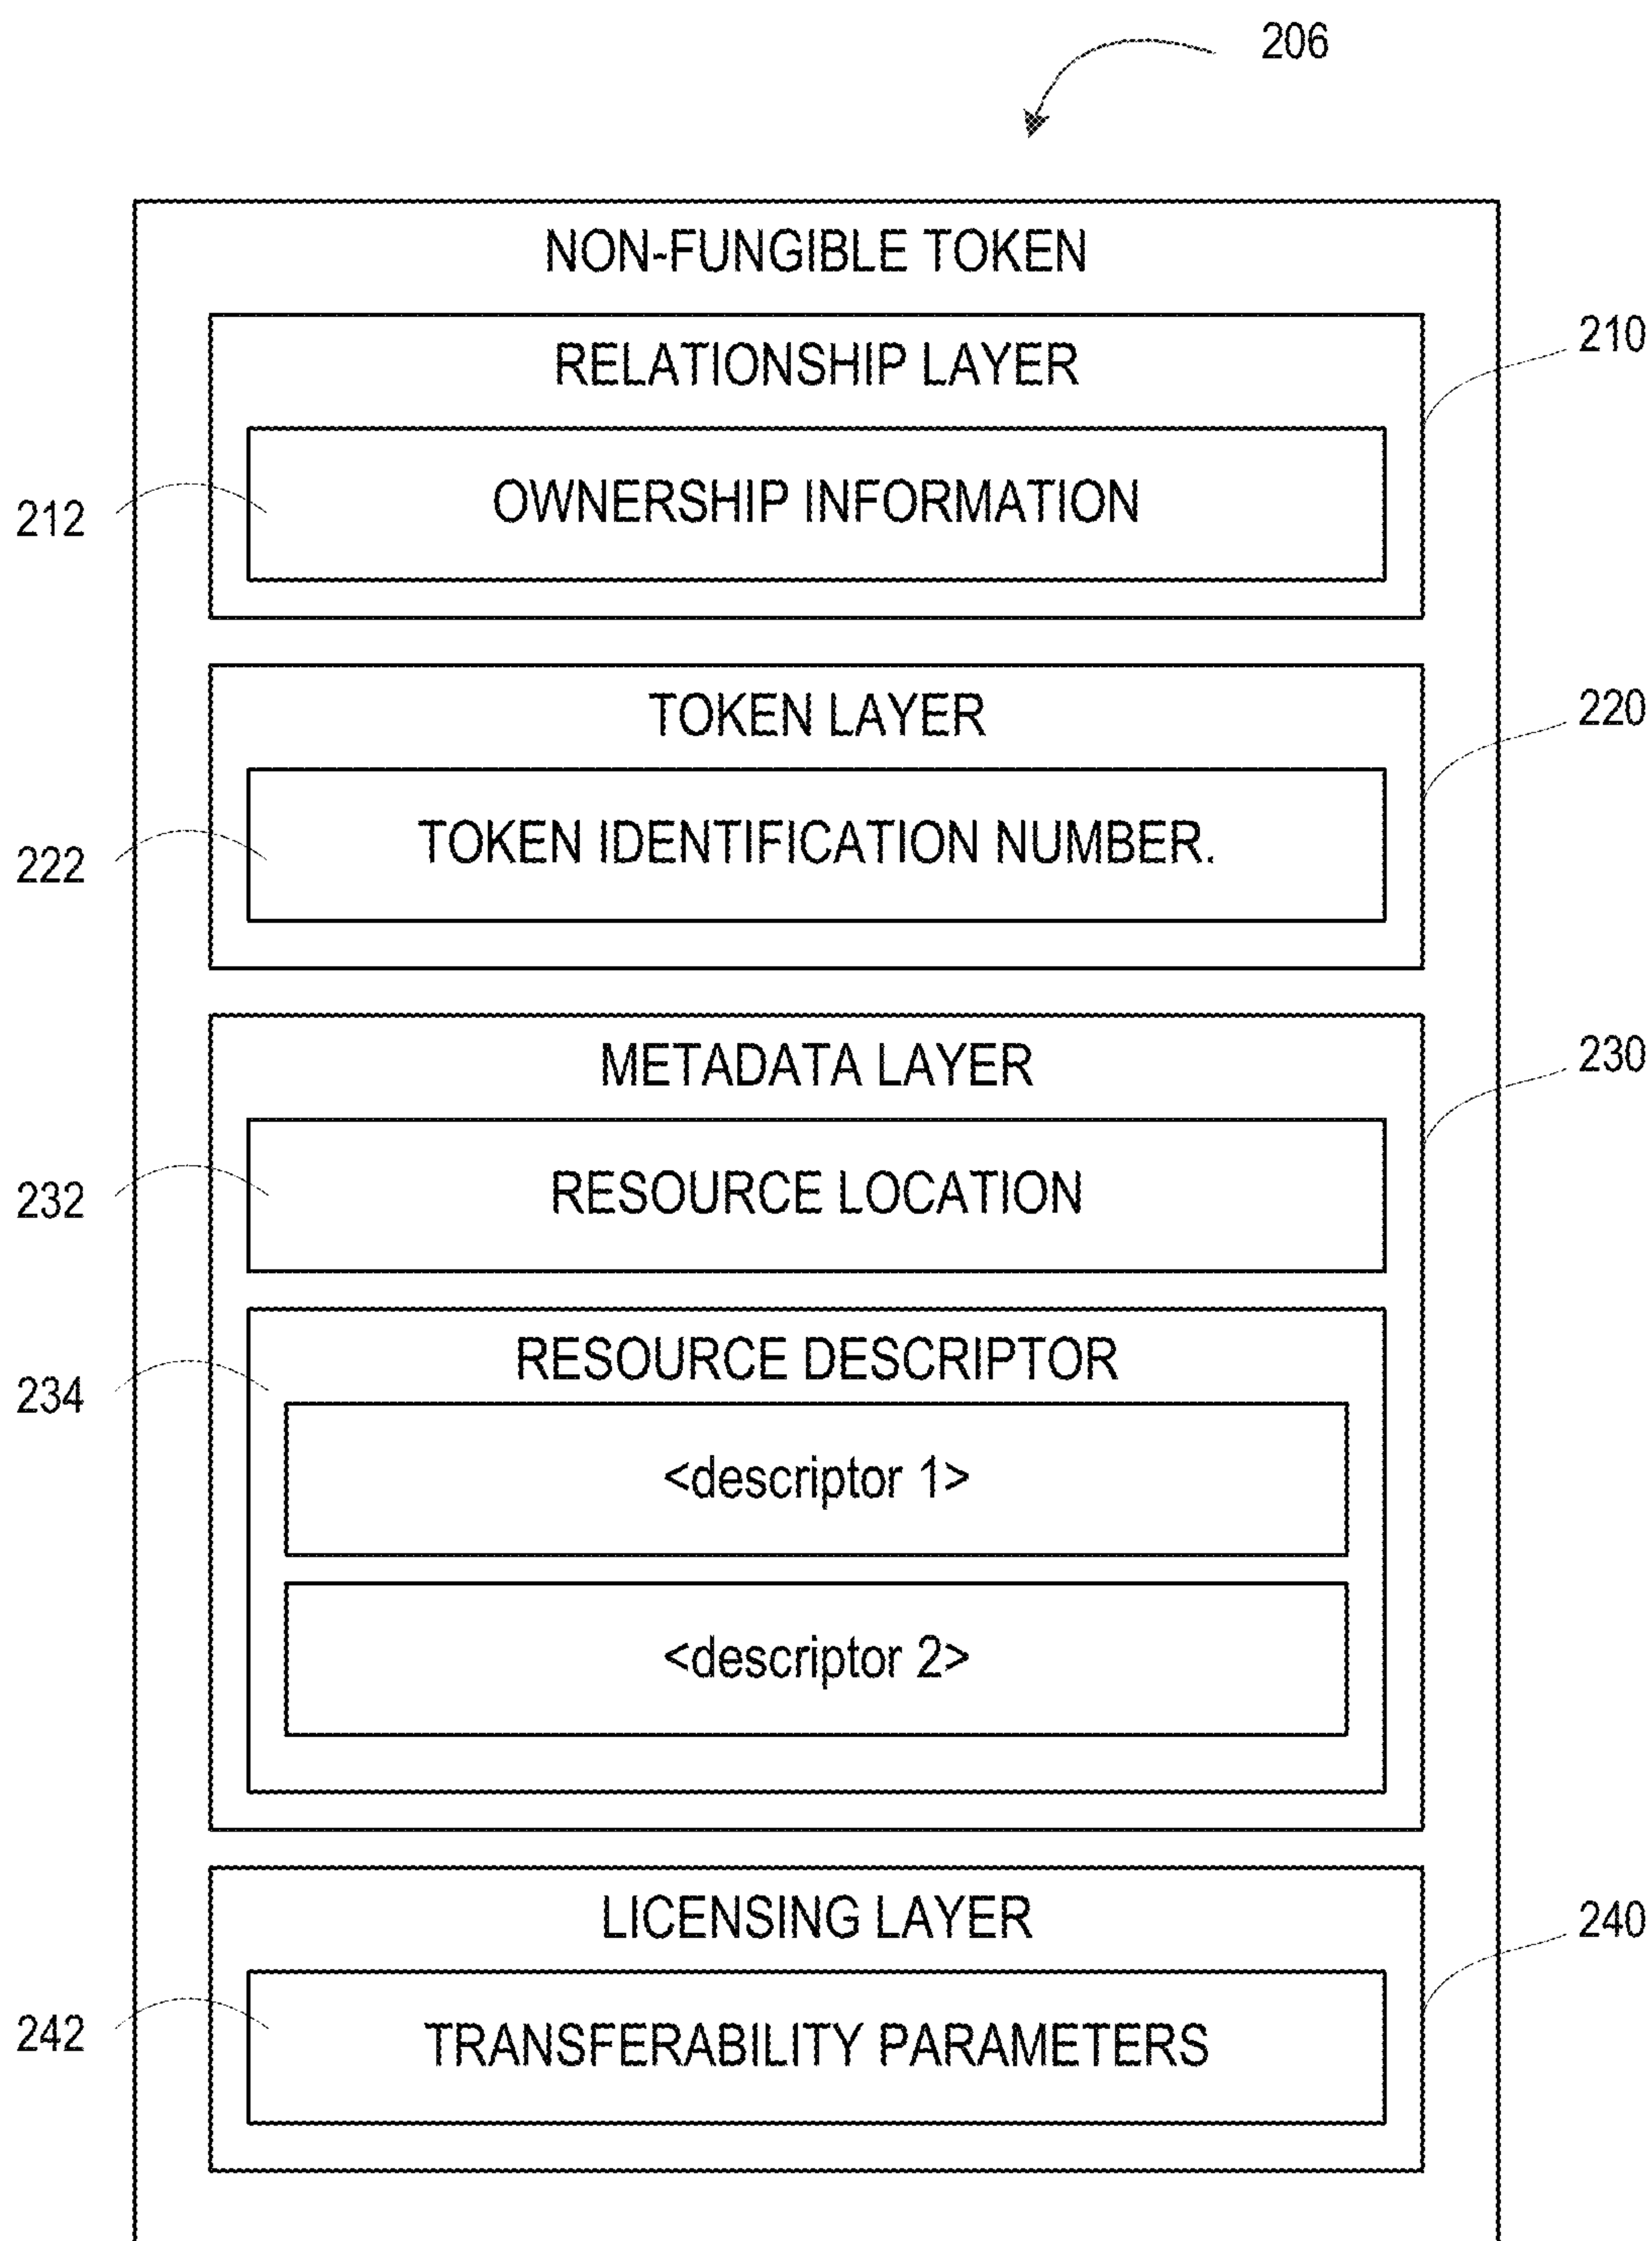 206
NON-FUNGIBLE TOKEN
RELATIONSHIP LAYER
210
OWNERSHIP INFORMATION
212
TOKEN LAYER
220
TOKEN IDENTIFICATION NUMBER.
222
METADATA LAYER
230
RESOURCE LOCATION
232
RESOURCE DESCRIPTOR
234
<descriptor 1>
<descriptor 2>
LICENSING LAYER
240
TRANSFERABILITY PARAMETERS
242